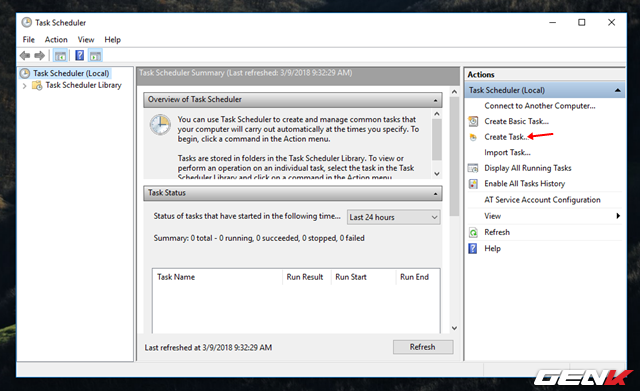 Task Scheduler
File Action View Help
Task Scheduler (Local)
Task Scheduler Library
Task Scheduler Summary (Last refreshed: 3/9/2018 9:32:29 AM)
Overview of Task Scheduler
You can use Task Scheduler to create and manage common tasks that
your computer will carry out automatically at the times you specify. To
begin, click a command in the Action menu.
Tasks are stored in folders in the Task Scheduler Library. To view or
perform an operation on an individual task, select the task in the Task
Scheduler Library and click on a command in the Action menu.
Task Status
Status of tasks that have started in the following time... Last 24 hours
Summary: 0 total - 0 running, 0 succeeded, 0 stopped, 0 failed
Task Name Run Result Run Start Run End
Last refreshed at 3/9/2018 9:32:29 AM Refresh
Actions
Task Scheduler (Local)
Connect to Another Computer...
Create Basic Task...
Create Task...
Import Task...
Display All Running Tasks
Enable All Tasks History
AT Service Account Configuration
View
Refresh
Help
GENK